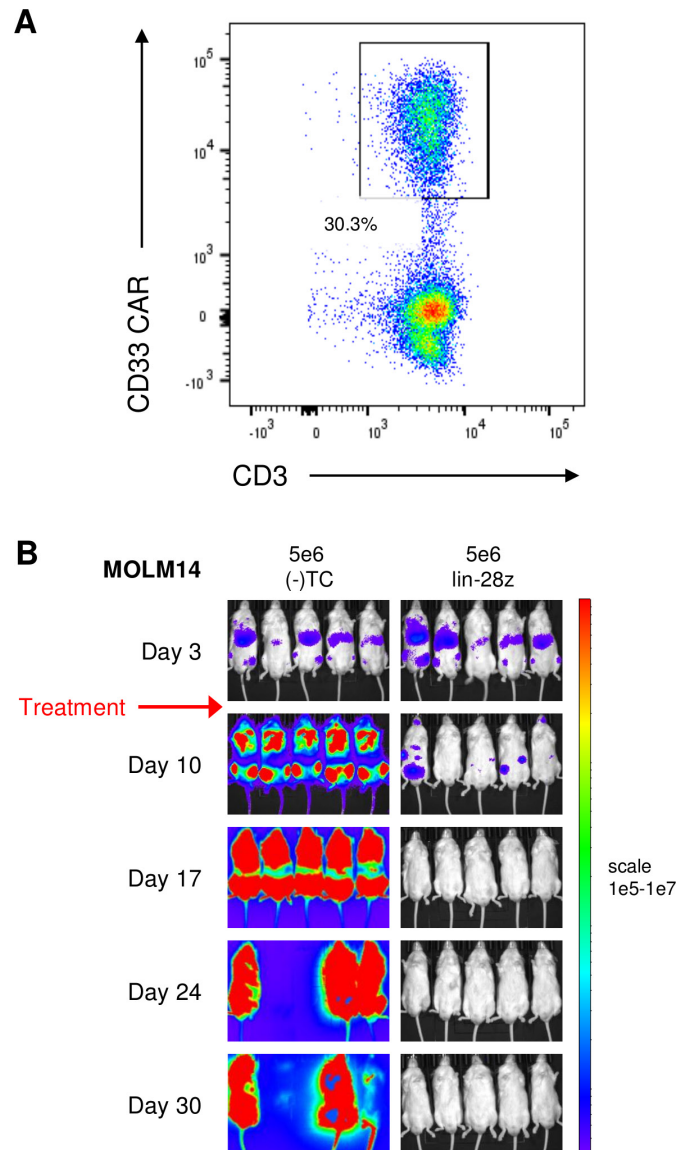 A
CD33 CAR
10^5
10^4
10^3
0
-10^3
30.3%
-10^3 0 10^3 10^4 10^5
CD3
B
MOLM14
5e6
(-)TC
5e6
lin-28z
Day 3
Treatment
Day 10
Day 17
scale
1e5-1e7
Day 24
Day 30